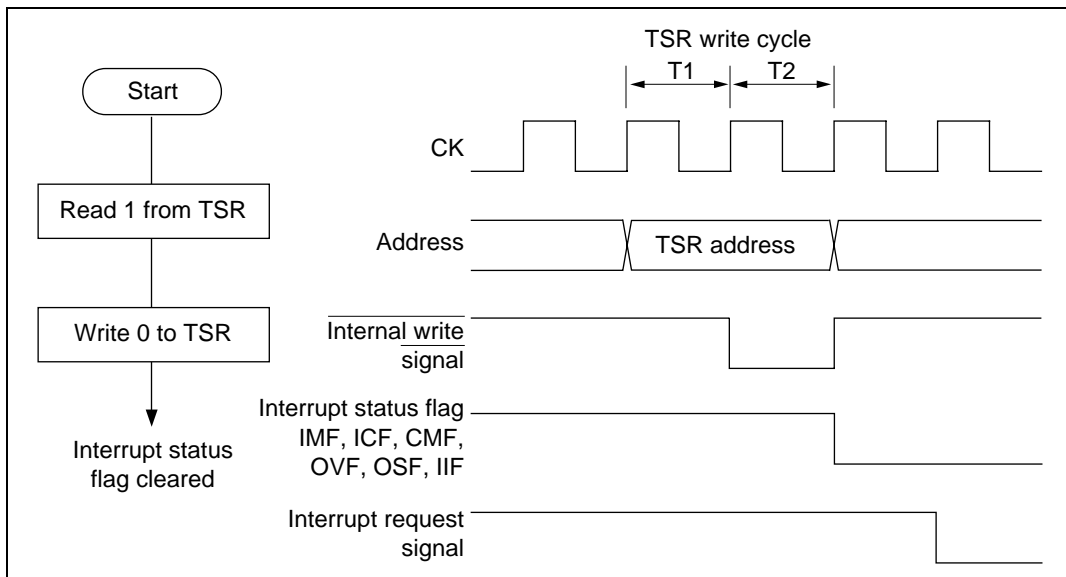 Start
Read 1 from TSR
Write 0 to TSR
Interrupt status
flag cleared
TSR write cycle
T1 T2
CK
Address
TSR address
Internal write
signal
Interrupt status flag
IMF, ICF, CMF,
OVF, OSF, IIF
Interrupt request
signal